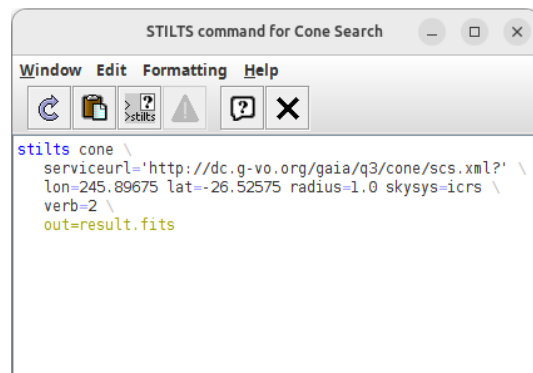 STILTS command for Cone Search
Window Edit Formatting Help
>stilts
stilts cone \
serviceurl='http://dc.g-vo.org/gaia/q3/cone/scs.xml?' \
lon=245.89675 lat=-26.52575 radius=1.0 skysys=icrs \
verb=2 \
out=result.fits